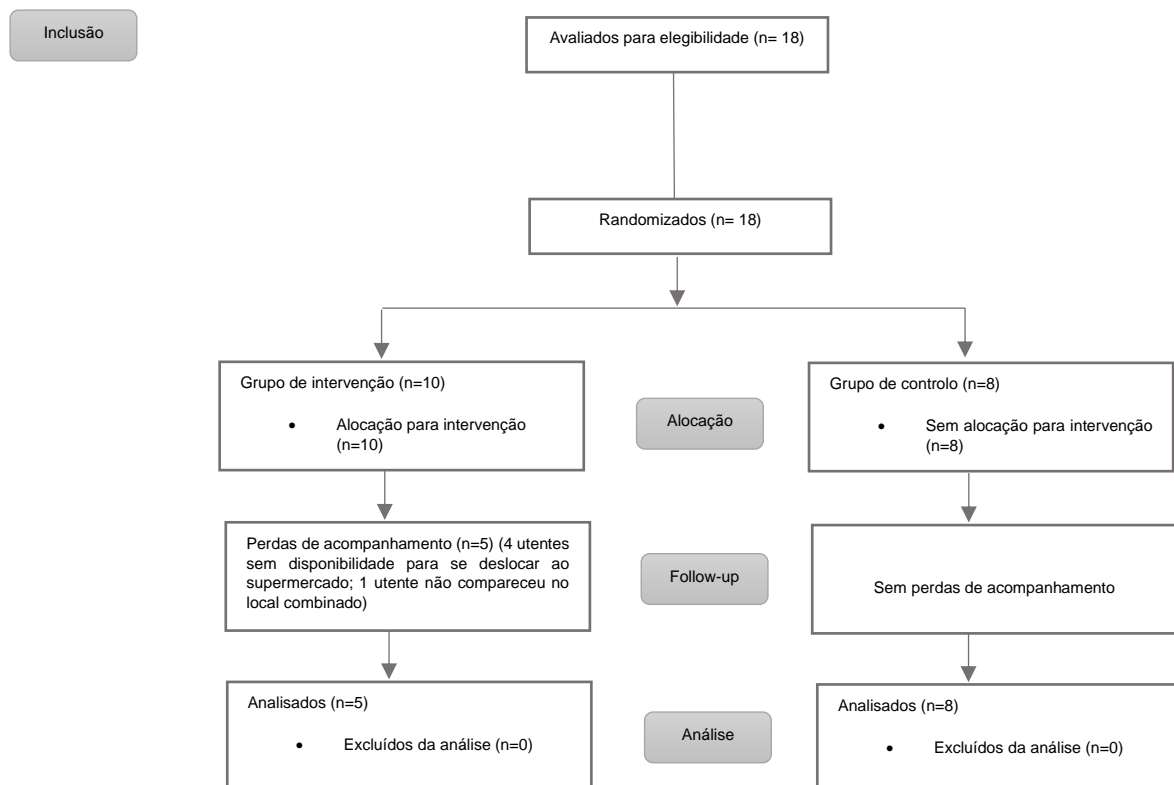 Inclusão
Avaliados para elegibilidade (n= 18)
Randomizados (n= 18)
Grupo de intervenção (n=10)
• Alocação para intervenção
(n=10)
Alocação
Grupo de controlo (n=8)
• Sem alocação para intervenção
(n=8)
Perdas de acompanhamento (n=5) (4 utentes
sem disponibilidade para se deslocar ao
supermercado; 1 utente não compareceu no
local combinado)
Follow-up
Sem perdas de acompanhamento
Analisados (n=5)
• Excluídos da análise (n=0)
Análise
Analisados (n=8)
• Excluídos da análise (n=0)